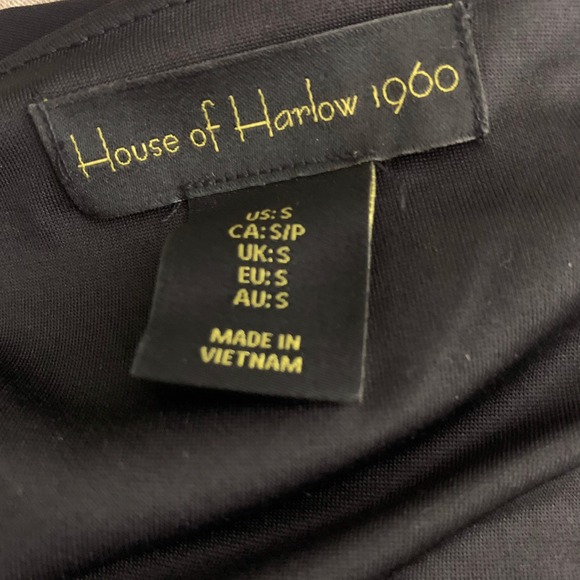 House of Harlow 1960
US: S
CA: S/P
UK: S
EU: S
AU: S
MADE IN
VIETNAM